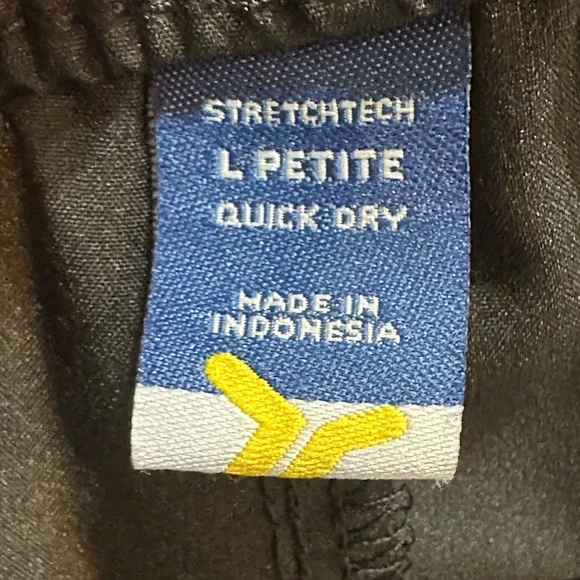 STRETCHTECH
L PETITE
QUICK DRY
MADE IN
INDONESIA